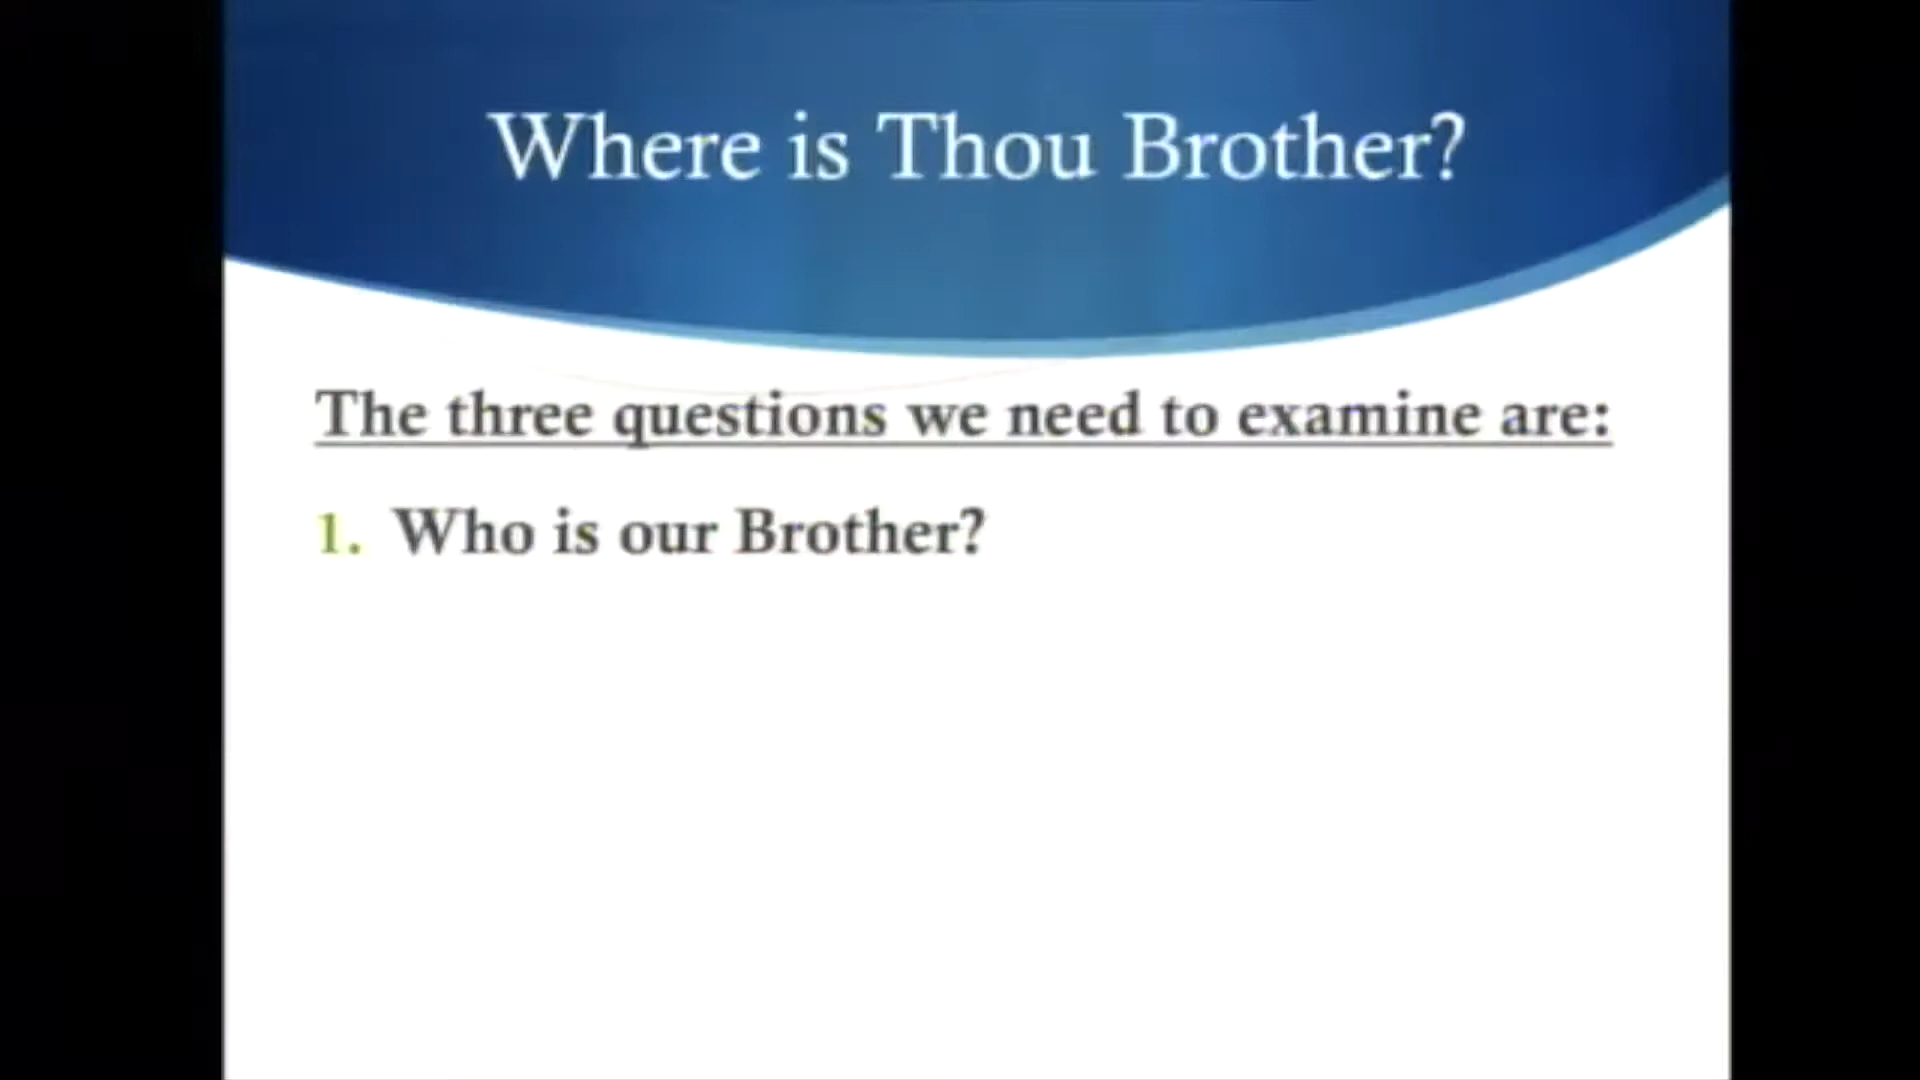 Where is Thou Brother?
The three questions we need to examine are:
1. Who is our Brother?